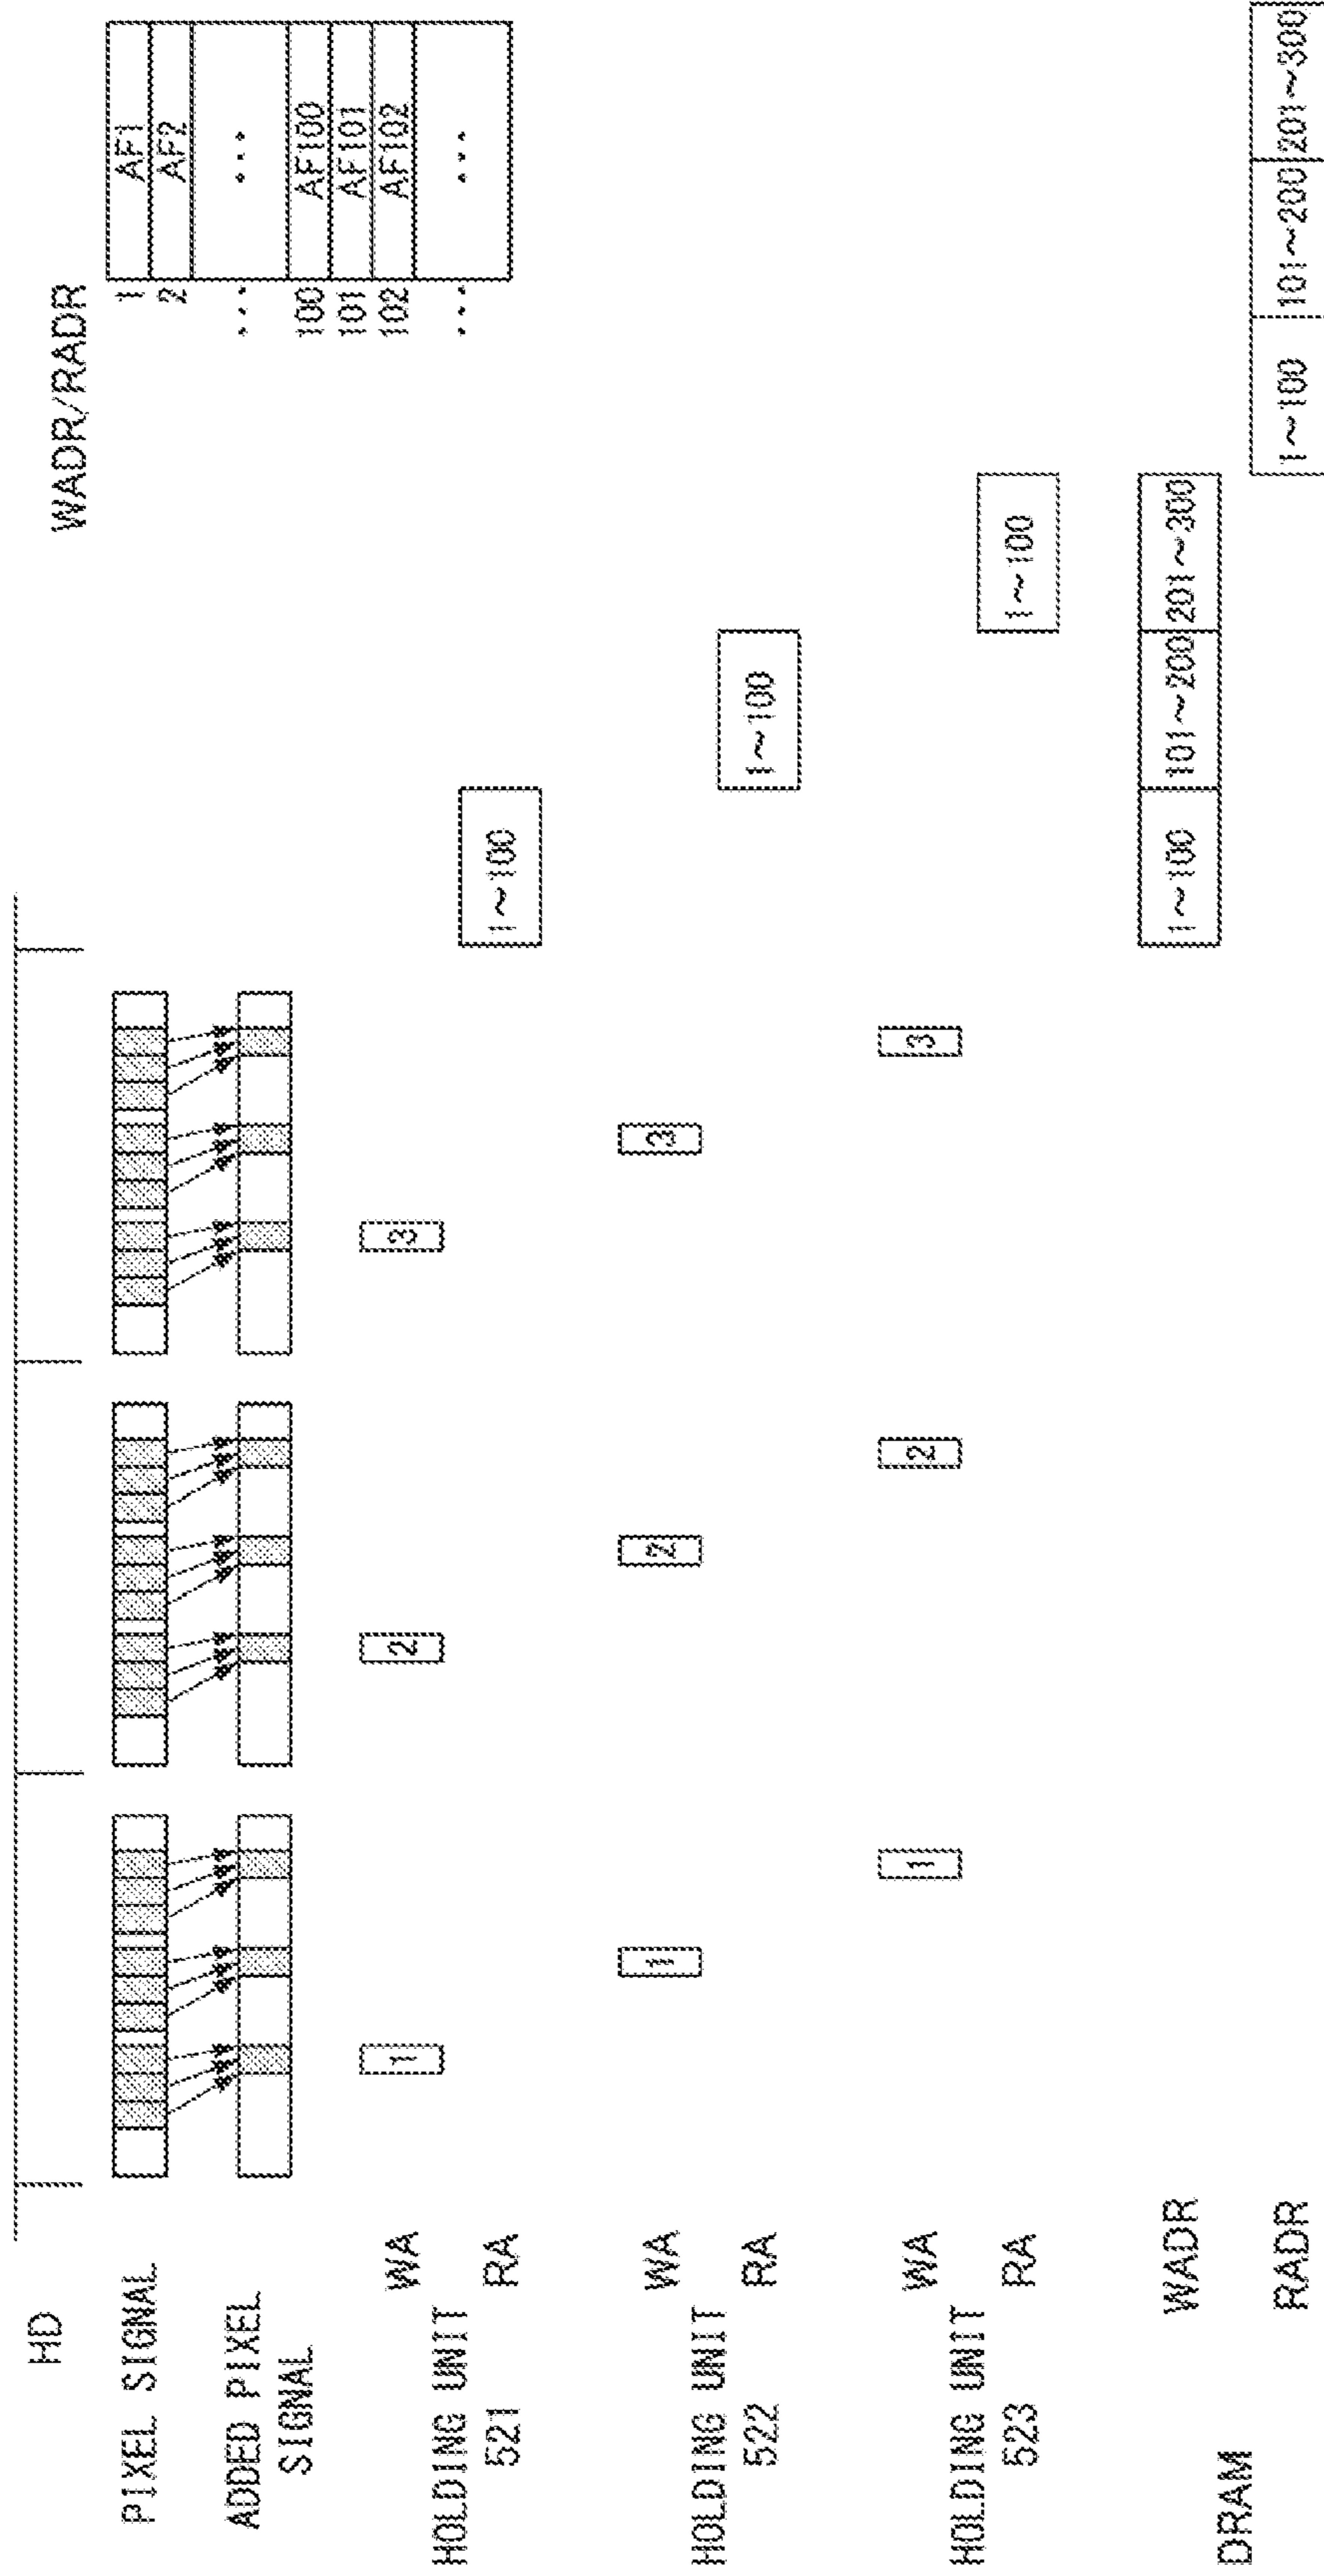 HD
WADR/RADR
1 AF1
2 AF2
... ...
100 AF100
101 AF101
102 AF102
... ...
PIXEL SIGNAL
ADDED PIXEL
SIGNAL
HOLDING UNIT
521
WA 1 2 3
RA 1~100
HOLDING UNIT
522
WA 1 2 3
RA 1~100
HOLDING UNIT
523
WA 1 2 3
RA 1~100
DRAM
WADR 1~100 101~200 201~300
RADR 1~100 101~200 201~300